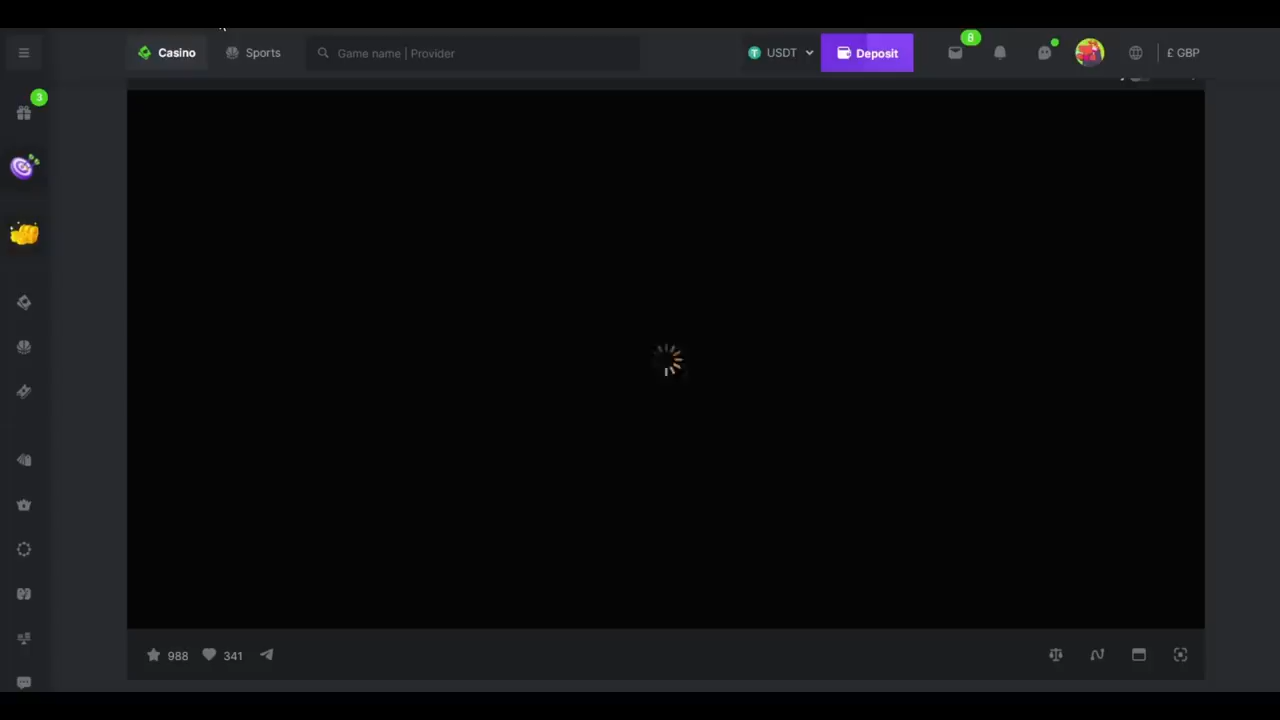 8
Casino
Sports
Game name | Provider
USDT
Deposit
£ GBP
3
988
341